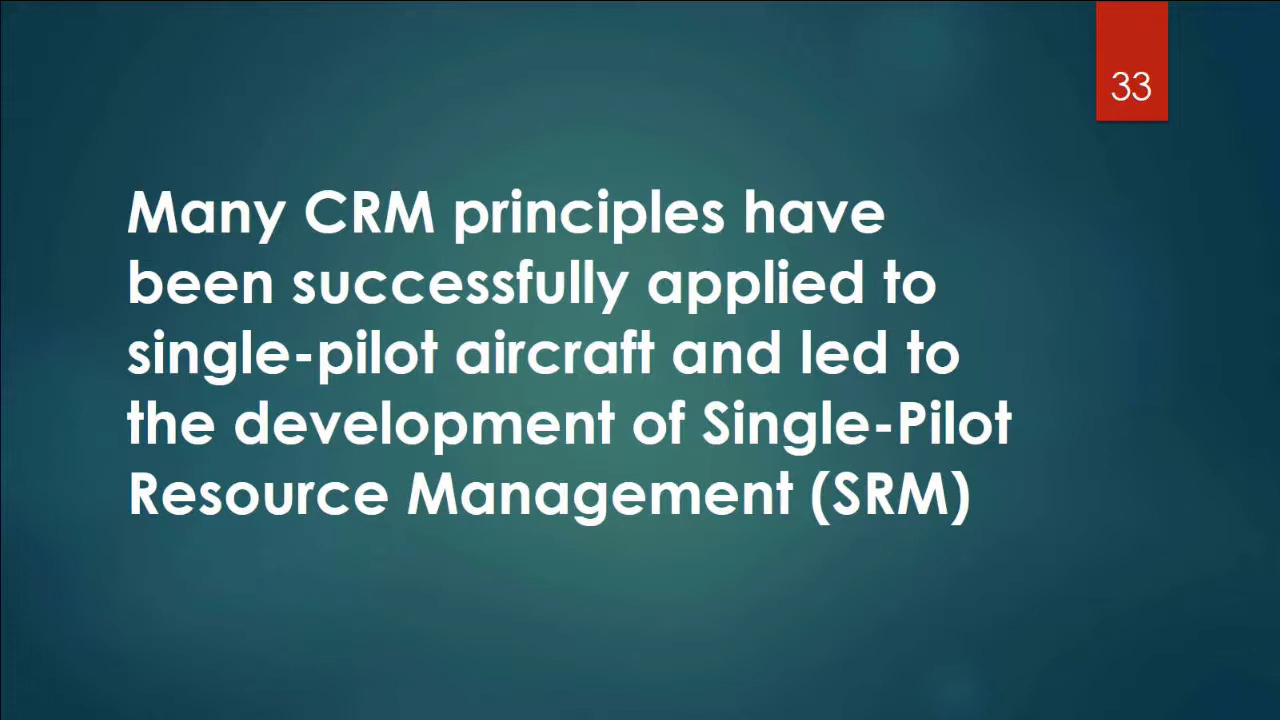 33
Many CRM principles have
been successfully applied to
single-pilot aircraft and led to
the development of Single-Pilot
Resource Management (SRM)